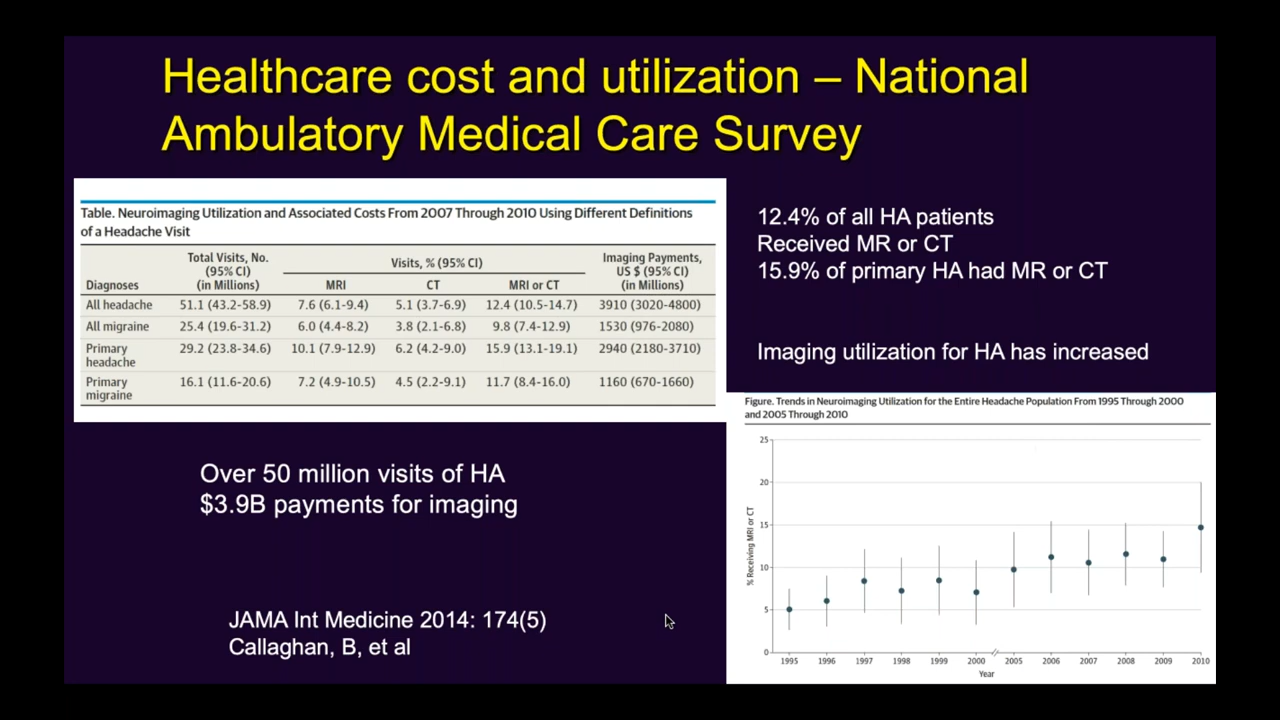 Healthcare cost and utilization – National
Ambulatory Medical Care Survey
Table. Neuroimaging Utilization and Associated Costs From 2007 Through 2010 Using Different Definitions
of a Headache Visit
Diagnoses
Total Visits, No.
(95% CI)
(in Millions)
Visits, % (95% CI)
MRI CT MRI or CT
Imaging Payments,
US $ (95% CI)
(in Millions)
All headache 51.1 (43.2-58.9) 7.6 (6.1-9.4) 5.1 (3.7-6.9) 12.4 (10.5-14.7) 3910 (3020-4800)
All migraine 25.4 (19.6-31.2) 6.0 (4.4-8.2) 3.8 (2.1-6.8) 9.8 (7.4-12.9) 1530 (976-2080)
Primary 29.2 (23.8-34.6) 10.1 (7.9-12.9) 6.2 (4.2-9.0) 15.9 (13.1-19.1) 2940 (2180-3710)
headache
Primary 16.1 (11.6-20.6) 7.2 (4.9-10.5) 4.5 (2.2-9.1) 11.7 (8.4-16.0) 1160 (670-1660)
migraine
12.4% of all HA patients
Received MR or CT
15.9% of primary HA had MR or CT
Imaging utilization for HA has increased
Over 50 million visits of HA
$3.9B payments for imaging
JAMA Int Medicine 2014: 174(5)
Callaghan, B, et al
Figure. Trends in Neuroimaging Utilization for the Entire Headache Population From 1995 Through 2000
and 2005 Through 2010
% Receiving MRI or CT
25
20
15
10
5
0
1995 1996 1997 1998 1999 2000 2005 2006 2007 2008 2009 2010
Year